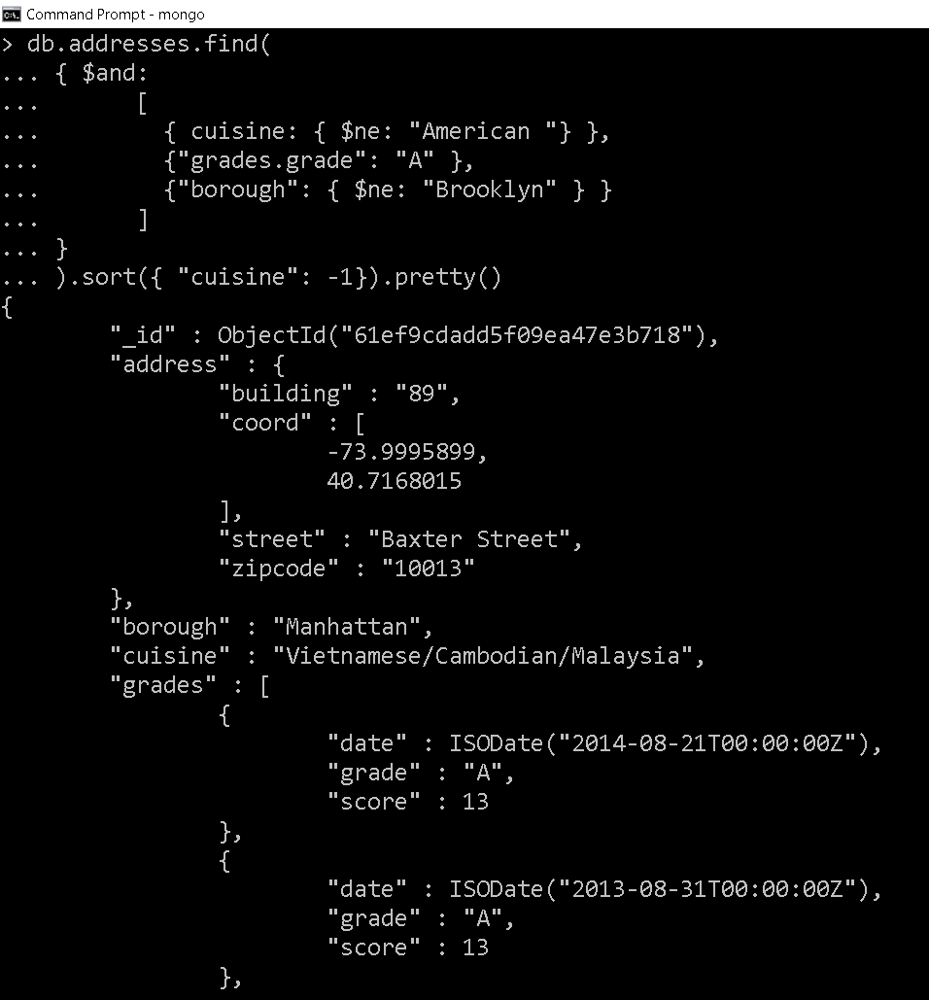 Command Prompt - mongo
> db.addresses.find(
... { $and:
...       [
...         { cuisine: { $ne: "American "} },
...         {"grades.grade": "A" },
...         {"borough": { $ne: "Brooklyn" } }
...       ]
... }
... ).sort({ "cuisine": -1}).pretty()
{
        "_id" : ObjectId("61ef9cdadd5f09ea47e3b718"),
        "address" : {
                "building" : "89",
                "coord" : [
                        -73.9995899,
                        40.7168015
                ],
                "street" : "Baxter Street",
                "zipcode" : "10013"
        },
        "borough" : "Manhattan",
        "cuisine" : "Vietnamese/Cambodian/Malaysia",
        "grades" : [
                {
                        "date" : ISODate("2014-08-21T00:00:00Z"),
                        "grade" : "A",
                        "score" : 13
                },
                {
                        "date" : ISODate("2013-08-31T00:00:00Z"),
                        "grade" : "A",
                        "score" : 13
                },